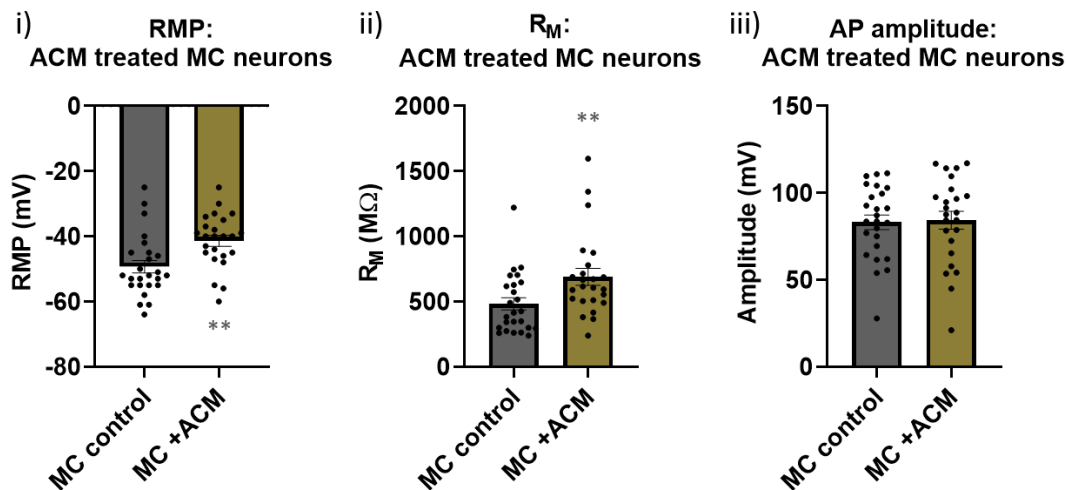 i)
RMP:
ACM treated MC neurons
RMP (mV)
0
-20
-40
-60
-80
**
MC control
MC +ACM
ii)
R_M:
ACM treated MC neurons
R_M (MΩ)
2000
1500
1000
500
0
**
MC control
MC +ACM
iii)
AP amplitude:
ACM treated MC neurons
Amplitude (mV)
150
100
50
0
MC control
MC +ACM